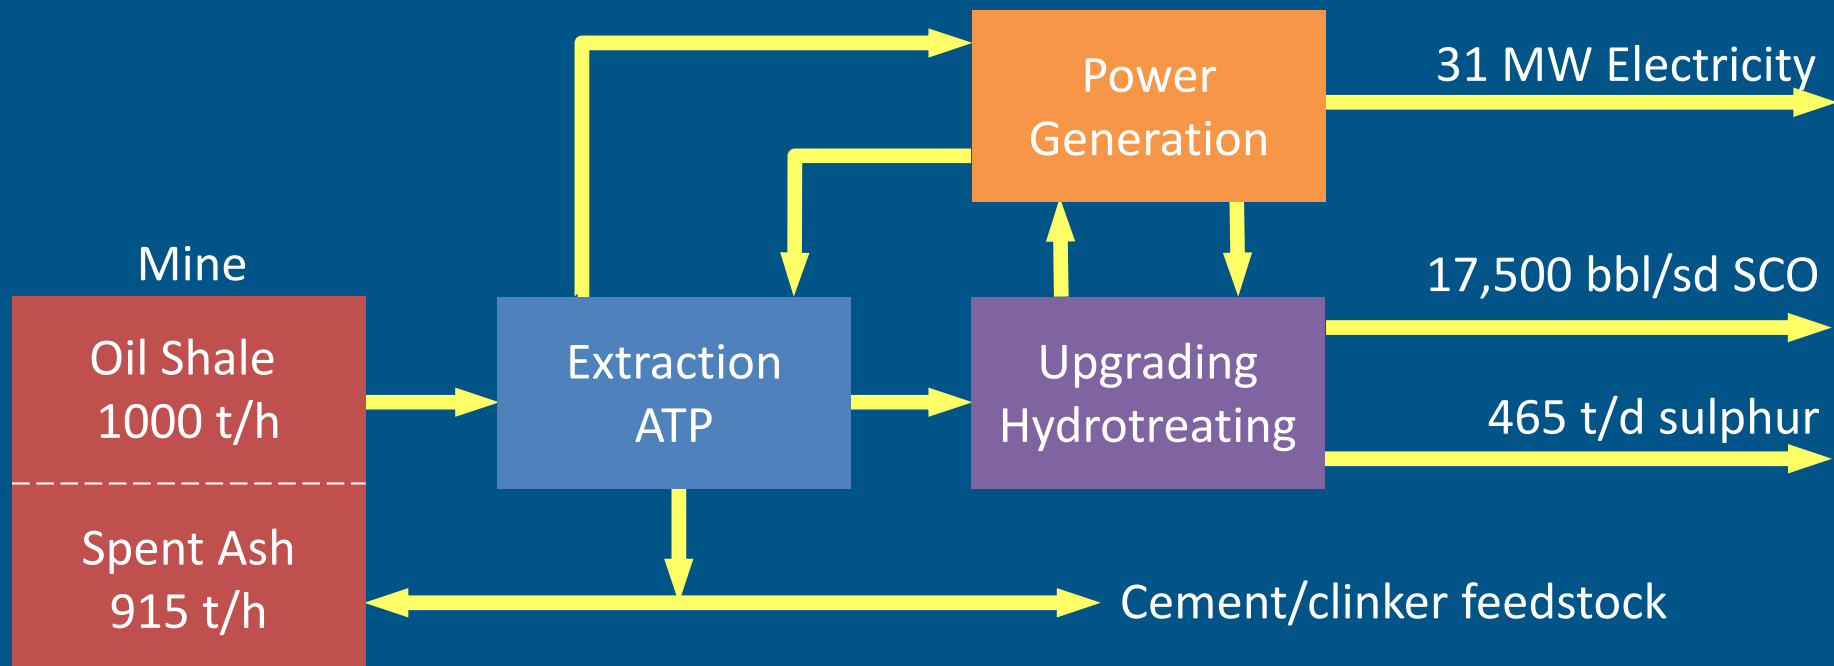 Power
Generation
31 MW Electricity
Mine
Oil Shale
1000 t/h
Extraction
ATP
Upgrading
Hydrotreating
17,500 bbl/sd SCO
465 t/d sulphur
Spent Ash
915 t/h
Cement/clinker feedstock